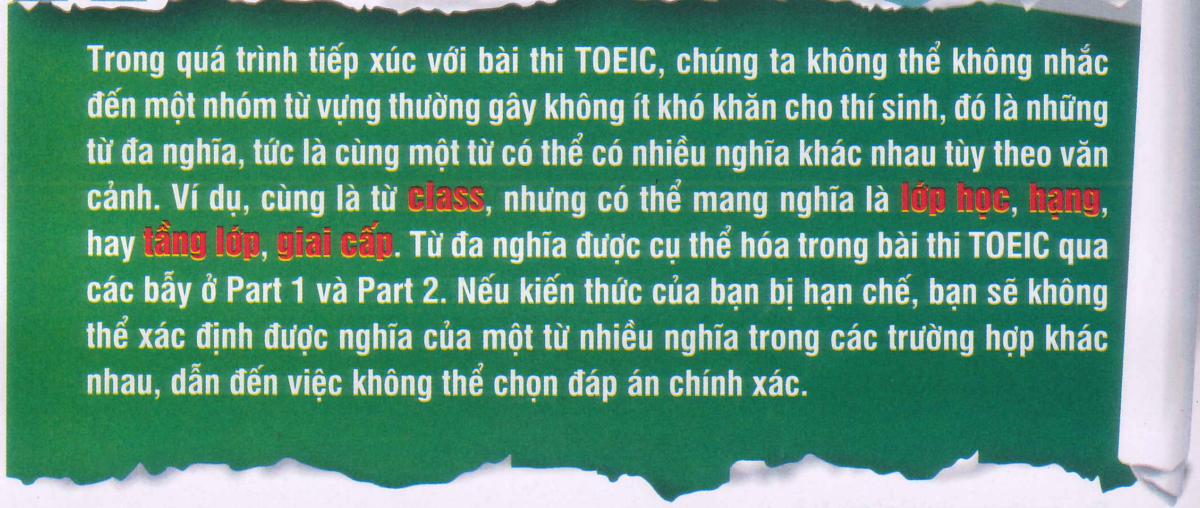 Trong quá trình tiếp xúc với bài thi TOEIC, chúng ta không thể không nhắc
đến một nhóm từ vựng thường gây không ít khó khăn cho thí sinh, đó là những
từ đa nghĩa, tức là cùng một từ có thể có nhiều nghĩa khác nhau tùy theo văn
cảnh. Ví dụ, cùng là từ class, nhưng có thể mang nghĩa là lớp học, hạng,
hay tầng lớp, giai cấp. Từ đa nghĩa được cụ thể hóa trong bài thi TOEIC qua
các bẫy ở Part 1 và Part 2. Nếu kiến thức của bạn bị hạn chế, bạn sẽ không
thể xác định được nghĩa của một từ nhiều nghĩa trong các trường hợp khác
nhau, dẫn đến việc không thể chọn đáp án chính xác.